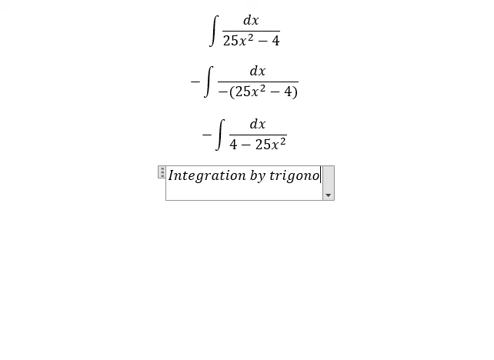 ∫ dx / (25x² − 4)
−∫ dx / (−(25x² − 4))
−∫ dx / (4 − 25x²)
Integration by trigono